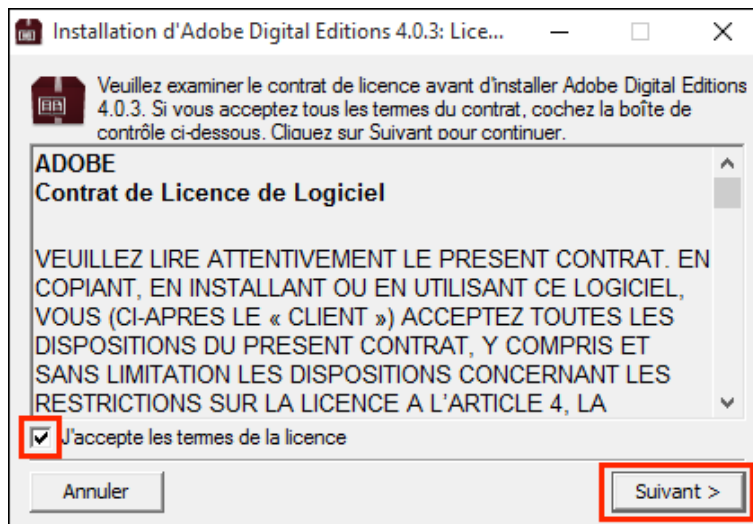 Installation d'Adobe Digital Editions 4.0.3: Lice...
Veuillez examiner le contrat de licence avant d'installer Adobe Digital Editions
4.0.3. Si vous acceptez tous les termes du contrat, cochez la boîte de
contrôle ci-dessous. Cliquez sur Suivant pour continuer.
ADOBE
Contrat de Licence de Logiciel
VEUILLEZ LIRE ATTENTIVEMENT LE PRESENT CONTRAT. EN
COPIANT, EN INSTALLANT OU EN UTILISANT CE LOGICIEL,
VOUS (CI-APRES LE « CLIENT ») ACCEPTEZ TOUTES LES
DISPOSITIONS DU PRESENT CONTRAT, Y COMPRIS ET
SANS LIMITATION LES DISPOSITIONS CONCERNANT LES
RESTRICTIONS SUR LA LICENCE A L'ARTICLE 4, LA
J'accepte les termes de la licence
Annuler
Suivant >